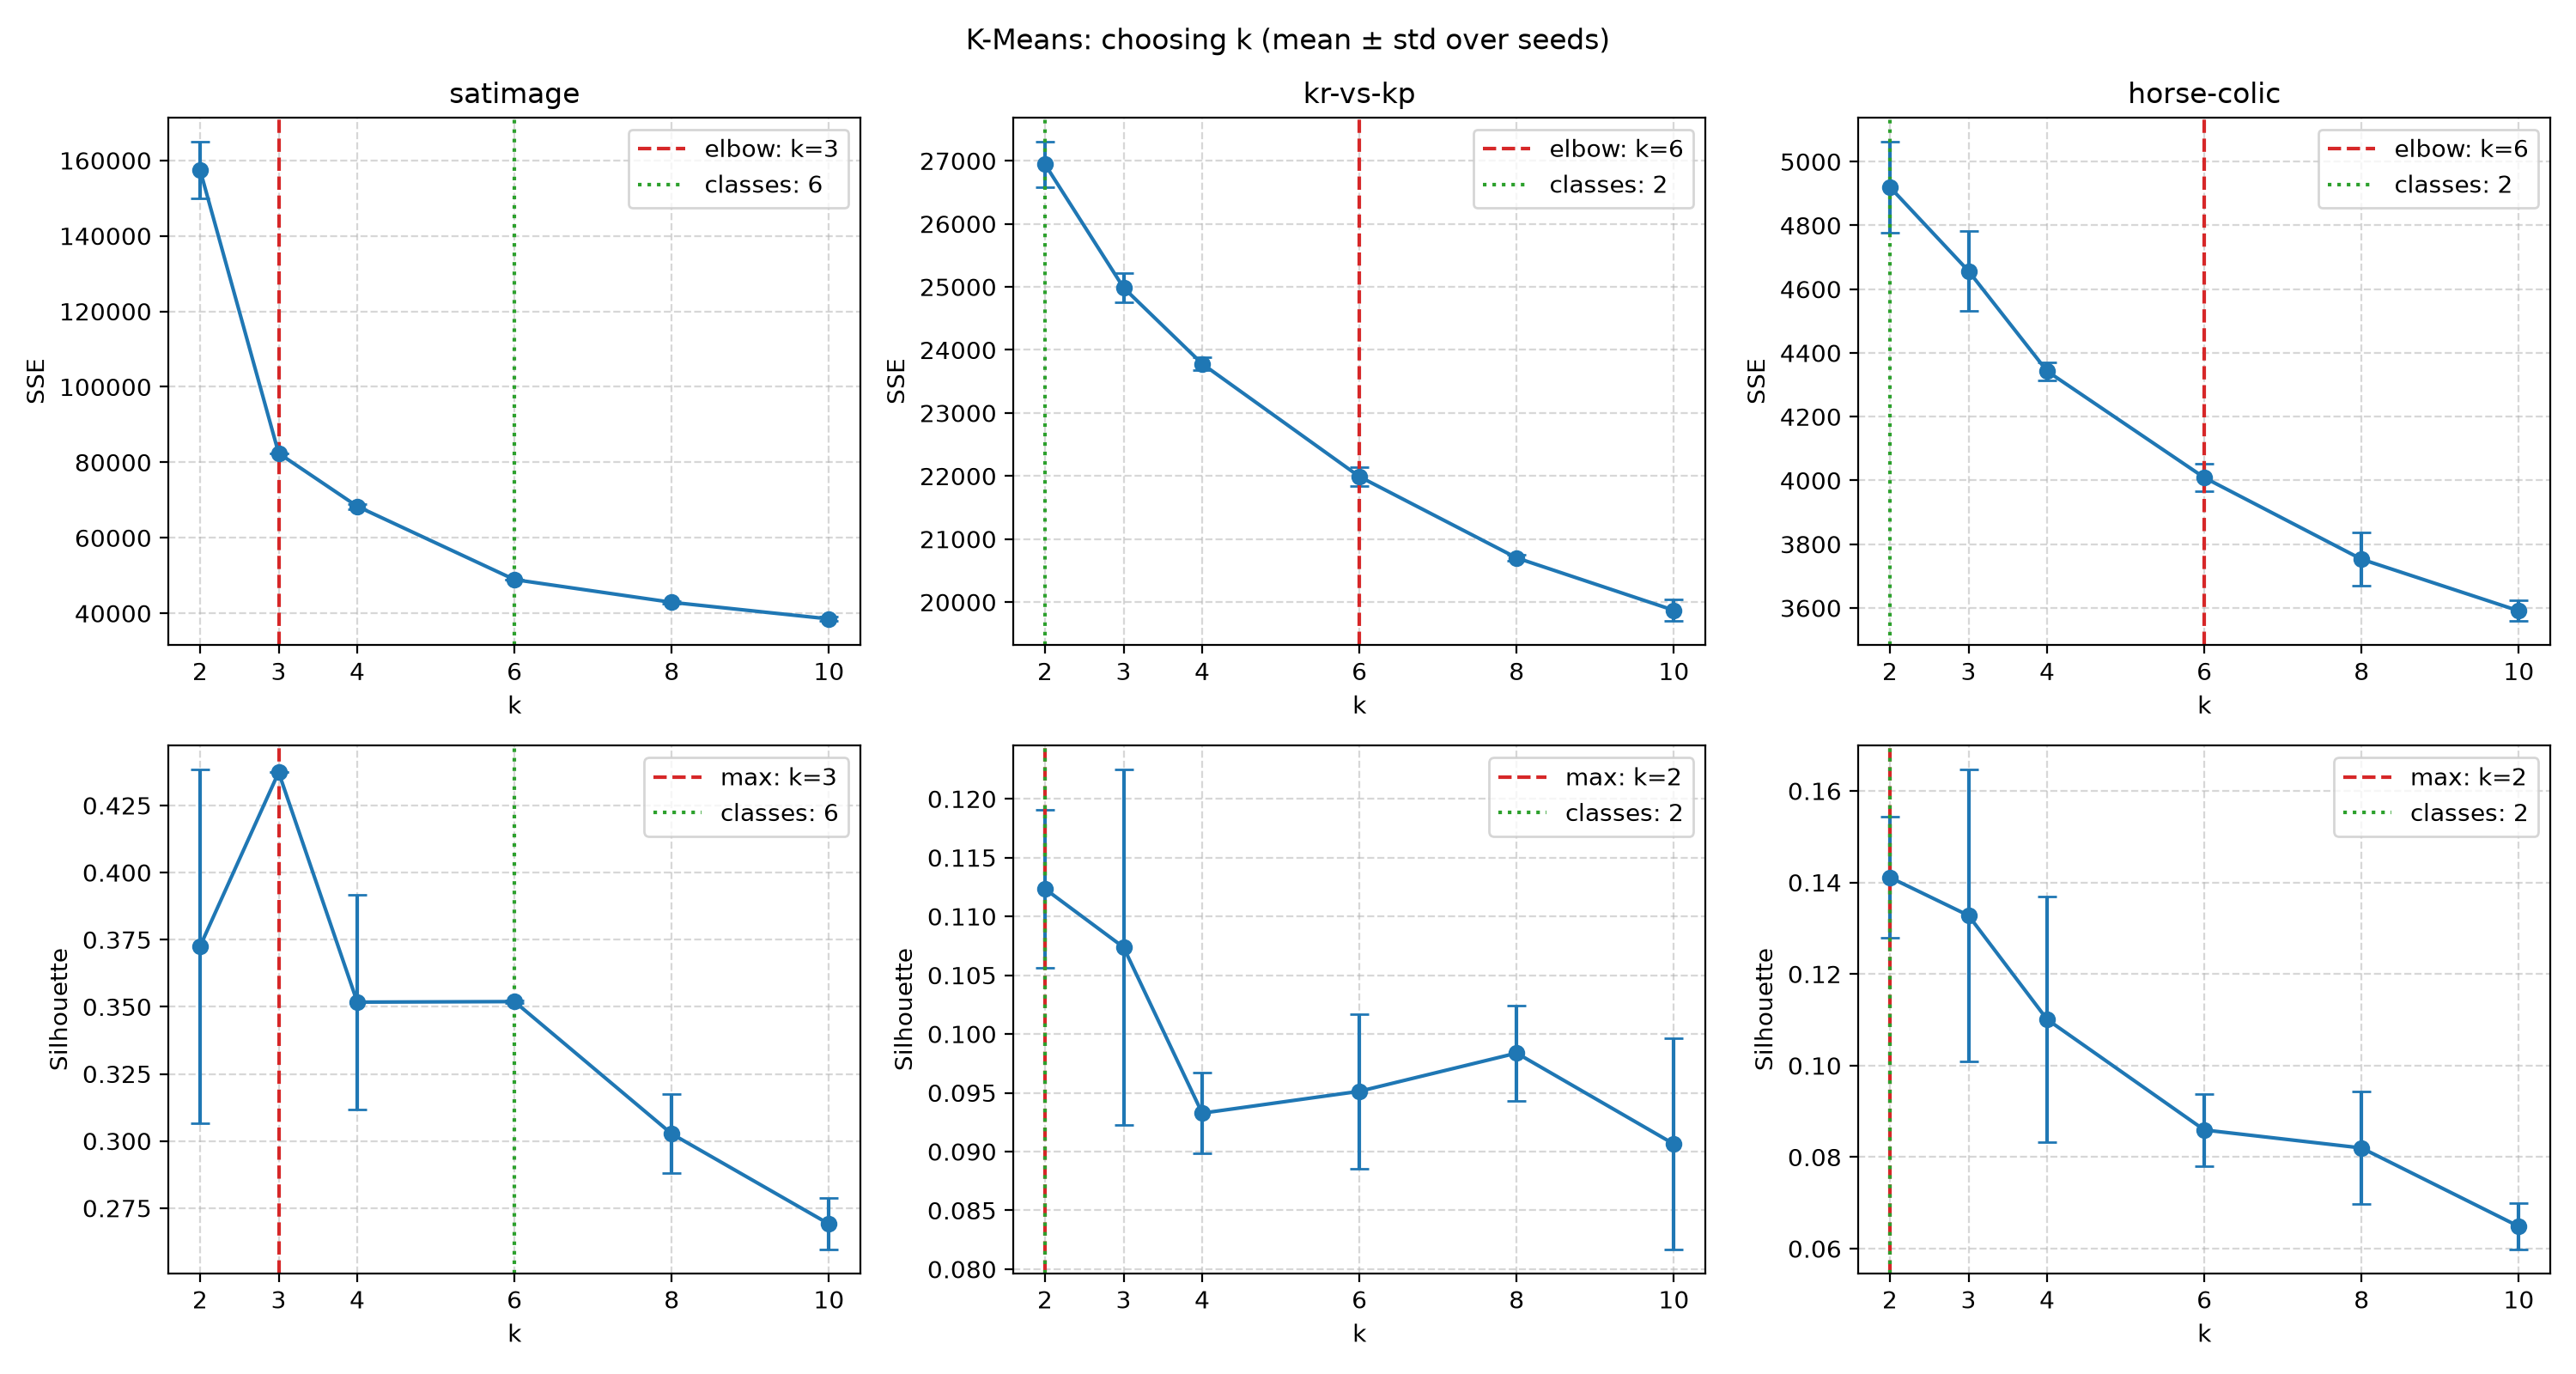 K-Means: choosing k (mean ± std over seeds)
satimage
160000
140000
120000
100000
80000
60000
40000
SSE
elbow: k=3
classes: 6
2 3 4 6 8 10
k
kr-vs-kp
27000
26000
25000
24000
23000
22000
21000
20000
SSE
elbow: k=6
classes: 2
2 3 4 6 8 10
k
horse-colic
5000
4800
4600
4400
4200
4000
3800
3600
SSE
elbow: k=6
classes: 2
2 3 4 6 8 10
k
0.425
0.400
0.375
0.350
0.325
0.300
0.275
Silhouette
max: k=3
classes: 6
2 3 4 6 8 10
k
0.120
0.115
0.110
0.105
0.100
0.095
0.090
0.085
0.080
Silhouette
max: k=2
classes: 2
2 3 4 6 8 10
k
0.16
0.14
0.12
0.10
0.08
0.06
Silhouette
max: k=2
classes: 2
2 3 4 6 8 10
k